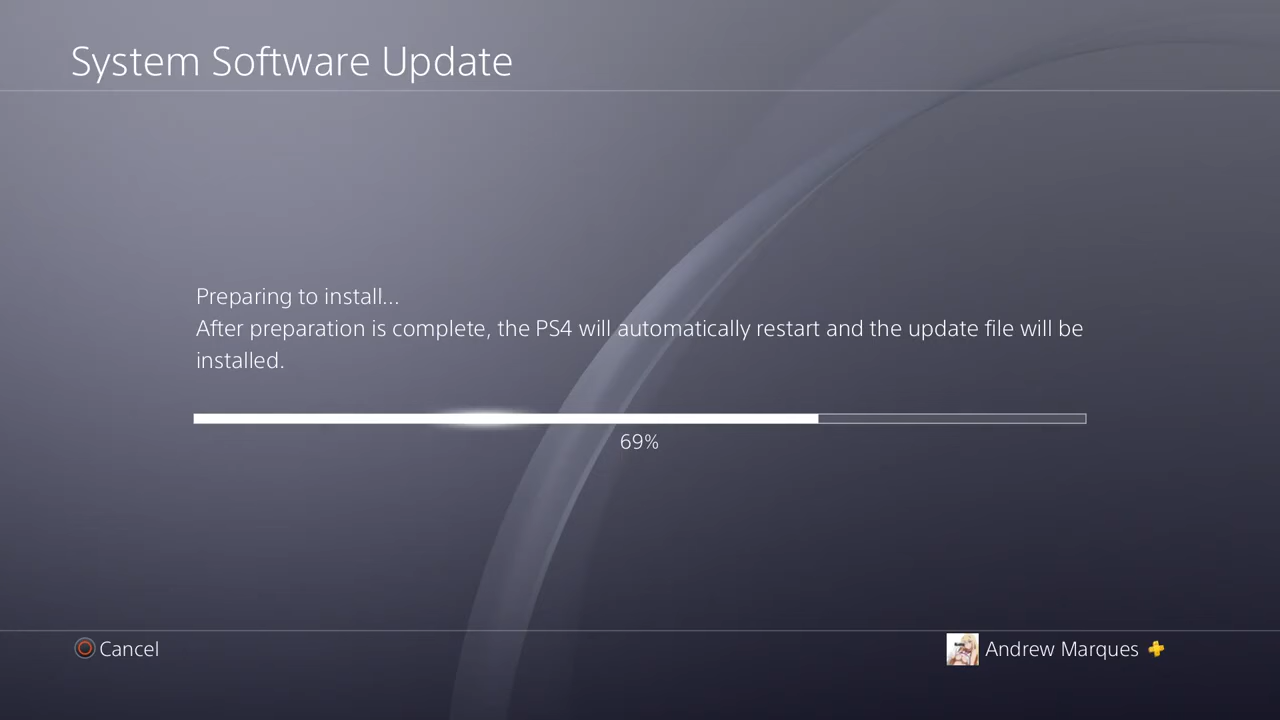 System Software Update
Preparing to install...
After preparation is complete, the PS4 will automatically restart and the update file will be
installed.
69%
Cancel
Andrew Marques